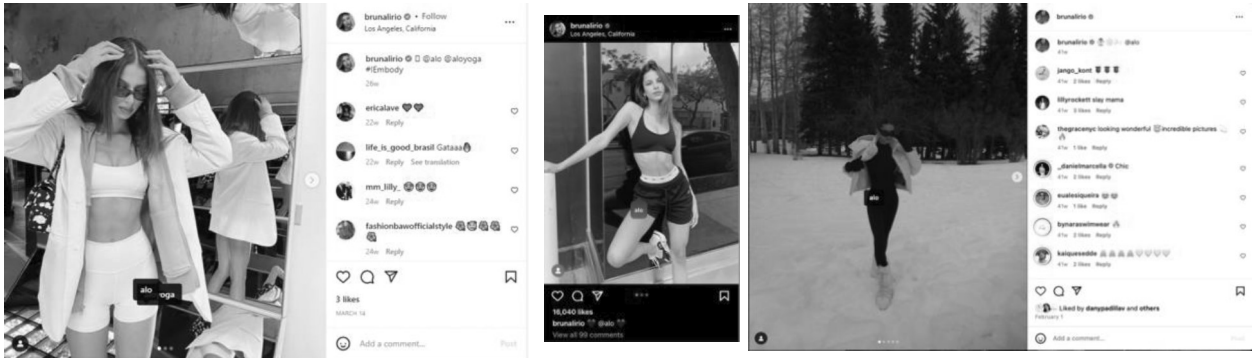 brunalirio • Follow
Los Angeles, California
brunalirio @alo @aloyoga
#IEmbody
28w
ericalave
22w Reply
life_is_good_brasil Gataaa
22w Reply See translation
mm_lilly_
24w Reply
fashionbawofficialstyle
24w Reply
3 likes
MARCH 14
Add a comment... Post
alo
yoga
brunalirio
Los Angeles, California
alo
16,040 likes
brunalirio @alo
View all 99 comments
alo
brunalirio
brunalirio @alo
41w
jango_kont
41w 2 likes Reply
lillyrockett slay mama
41w 2 likes Reply
thegracenyc looking wonderful incredible pictures
41w 1 like Reply
_danielmarcella Chic
41w 2 likes Reply
eualesiqueira
41w 1 like Reply
bynaraswimwear
41w 2 likes Reply
kaiquesedde
41w 2 likes Reply
Liked by danypadillav and others
February 1
Add a comment...